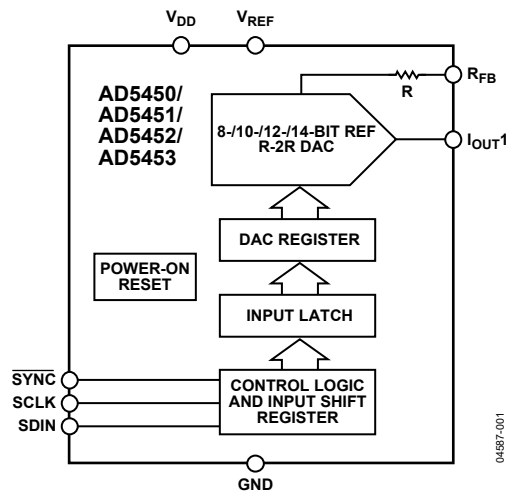 VDD
VREF
AD5450/
AD5451/
AD5452/
AD5453
RFB
R
8-/10-/12-/14-BIT REF
R-2R DAC
IOUT1
DAC REGISTER
POWER-ON
RESET
INPUT LATCH
SYNC
SCLK
SDIN
CONTROL LOGIC
AND INPUT SHIFT
REGISTER
GND
04587-001